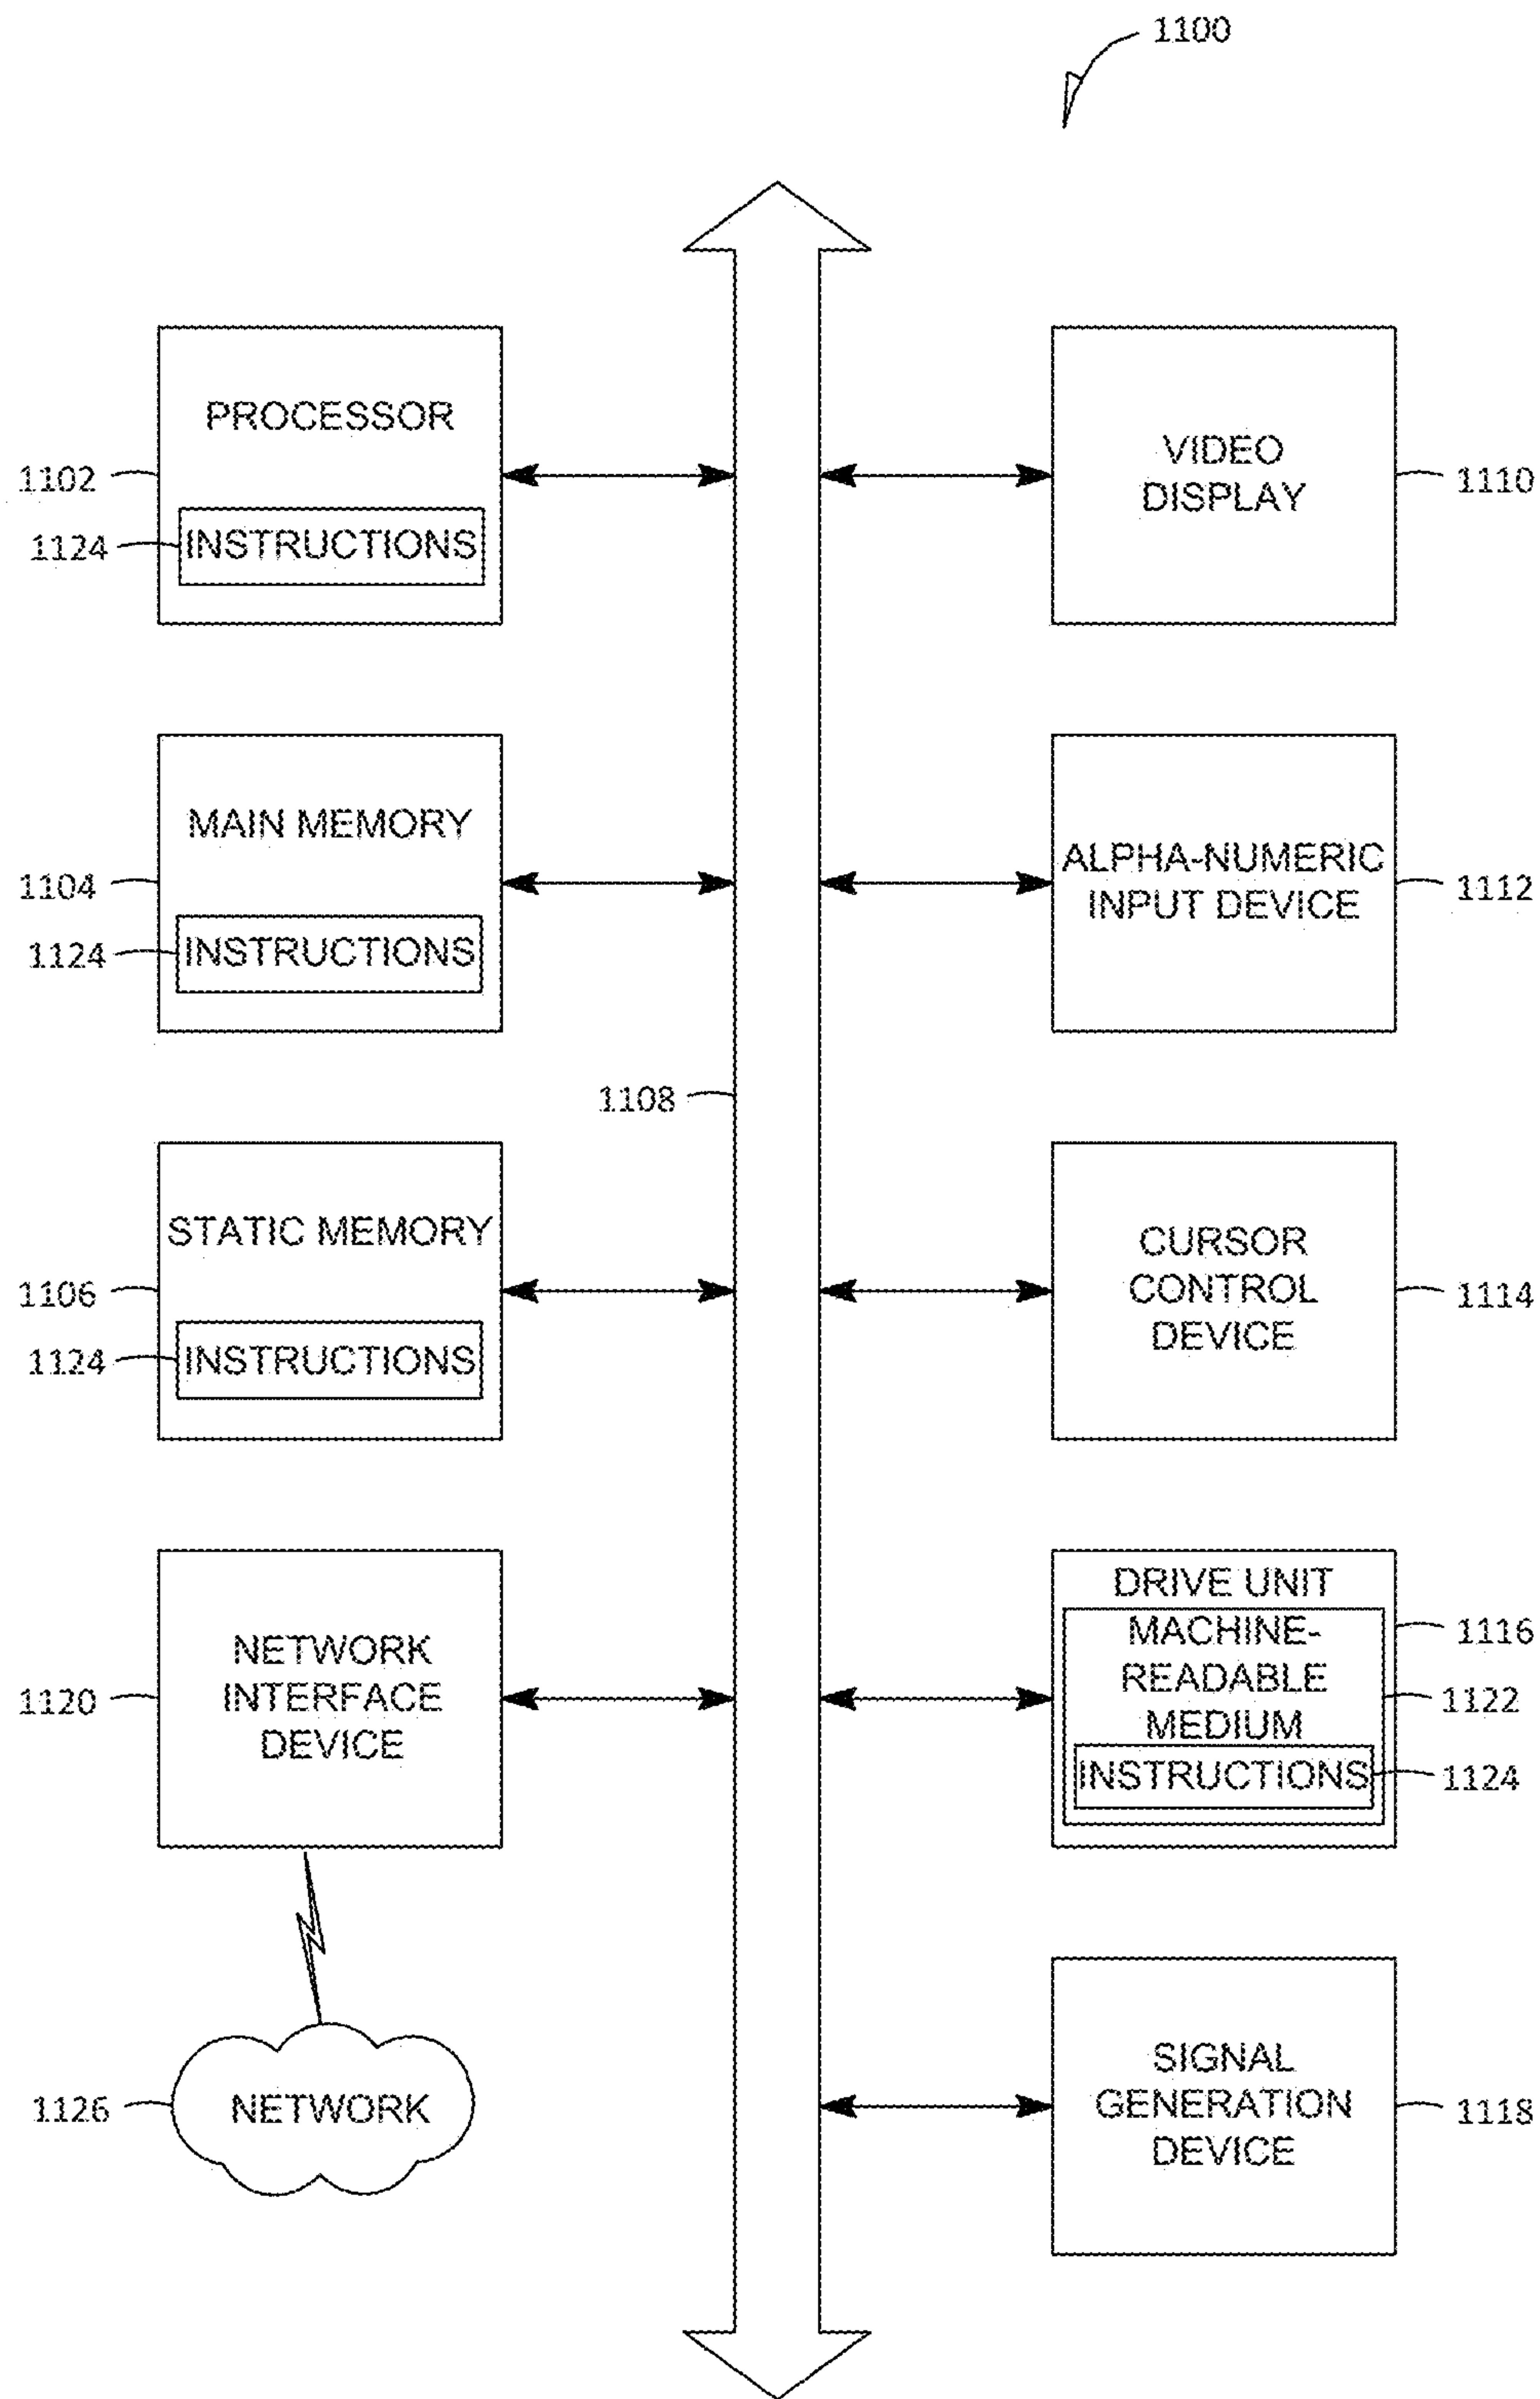 1100
PROCESSOR
1102
1124
INSTRUCTIONS
VIDEO
DISPLAY
1110
MAIN MEMORY
1104
1124
INSTRUCTIONS
ALPHA-NUMERIC
INPUT DEVICE
1112
1108
STATIC MEMORY
1106
1124
INSTRUCTIONS
CURSOR
CONTROL
DEVICE
1114
NETWORK
INTERFACE
DEVICE
1120
DRIVE UNIT
MACHINE-
READABLE
MEDIUM
INSTRUCTIONS
1116
1122
1124
NETWORK
1126
SIGNAL
GENERATION
DEVICE
1118